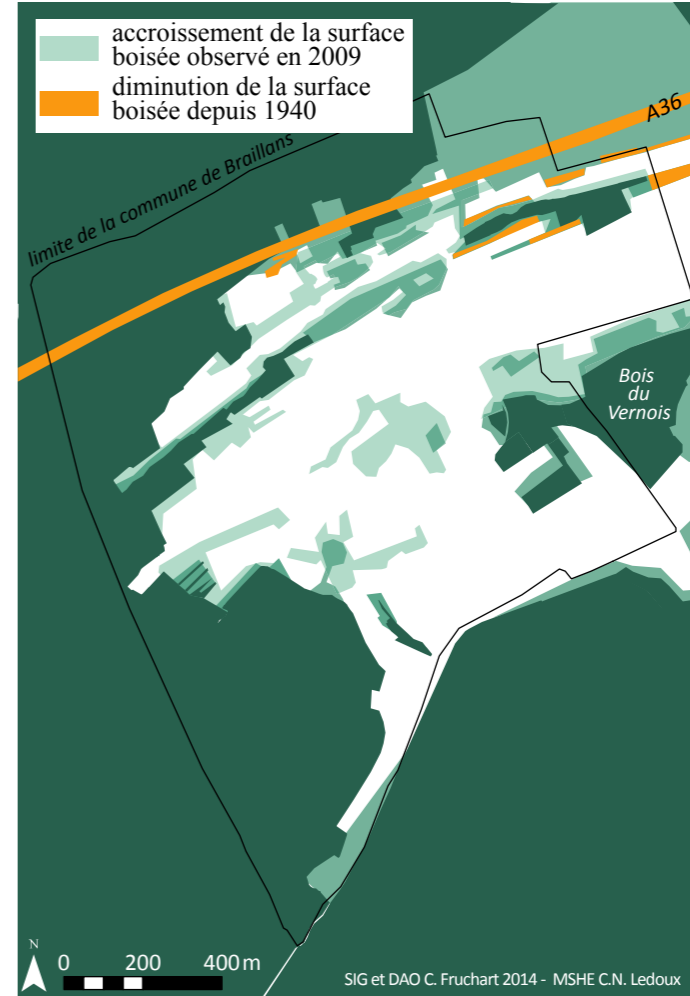 accroissement de la surface
boisée observé en 2009
diminution de la surface
boisée depuis 1940
A36
limite de la commune de Braillans
Bois
du
Vernois
N
0 200 400 m
SIG et DAO C. Fruchart 2014 - MSHE C.N. Ledoux